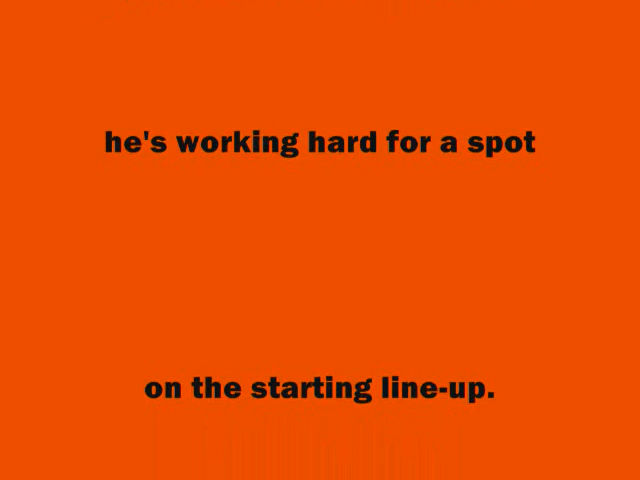 he's working hard for a spot
on the starting line-up.